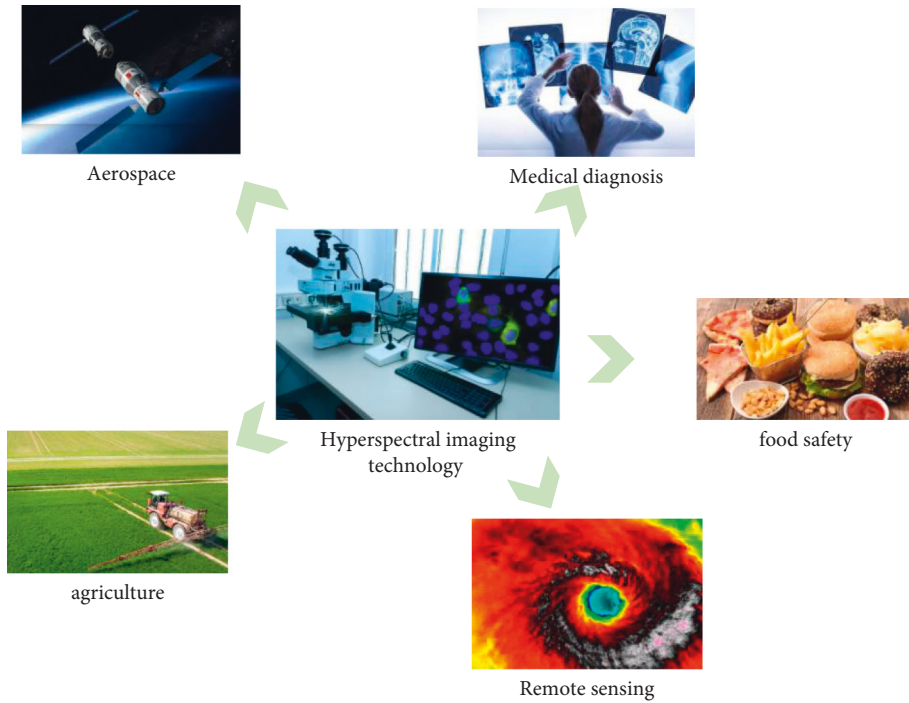 Aerospace
Medical diagnosis
Hyperspectral imaging
technology
food safety
agriculture
Remote sensing